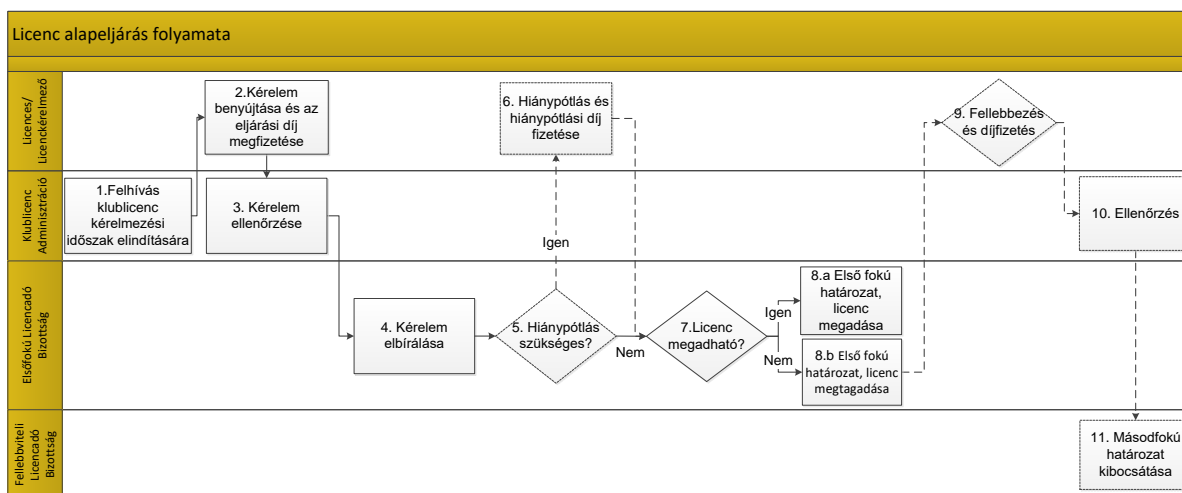 Licenc alapeljárás folyamata
Licences/
Licenckérelmező
2.Kérelem
benyújtása és az
eljárási díj
megfizetése
6. Hiánypótlás és
hiánypótlási díj
fizetése
9. Fellebbezés
és díjfizetés
Klublicenc
Adminisztráció
1.Felhívás
klublicenc
kérelmezési
időszak elindítására
3. Kérelem
ellenőrzése
Igen
10. Ellenőrzés
Elsőfokú Licencadó
Bizottság
4. Kérelem
elbírálása
5. Hiánypótlás
szükséges?
Nem
7.Licenc
megadható?
Igen
Nem
8.a Első fokú
határozat,
licenc
megadása
8.b Első fokú
határozat, licenc
megtagadása
Fellebbviteli
Licencadó
Bizottság
11. Másodfokú
határozat
kibocsátása